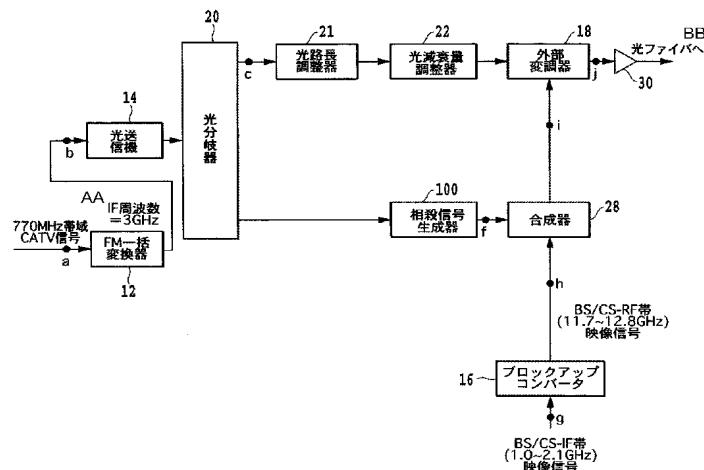 20
21
22
18
BB
光路長
調整器
光減衰量
調整器
外部
変調器
光ファイバへ
c
j
30
14
光送
信機
b
光
分
岐
器
i
AA
IF周波数
=3GHz
100
相殺信号
生成器
f
合成器
28
770MHz帯域
CATV信号
a
FM一括
変換器
12
h
BS/CS-RF帯
(11.7~12.8GHz)
映像信号
16
ブロックアップ
コンバータ
g
BS/CS-IF帯
(1.0~2.1GHz)
映像信号